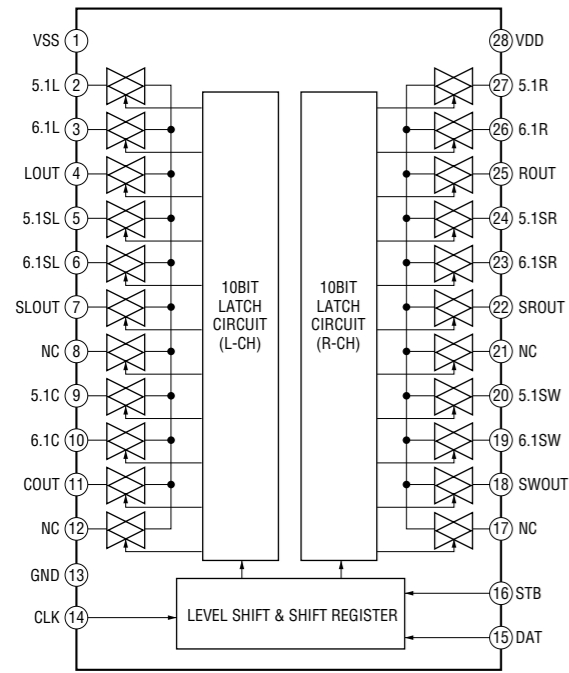 VSS 1
28 VDD
5.1L 2
27 5.1R
6.1L 3
26 6.1R
LOUT 4
25 ROUT
5.1SL 5
24 5.1SR
6.1SL 6
23 6.1SR
10BIT
LATCH
CIRCUIT
(L-CH)
10BIT
LATCH
CIRCUIT
(R-CH)
SLOUT 7
22 SROUT
NC 8
21 NC
5.1C 9
20 5.1SW
6.1C 10
19 6.1SW
COUT 11
18 SWOUT
NC 12
17 NC
GND 13
16 STB
CLK 14
LEVEL SHIFT & SHIFT REGISTER
15 DAT